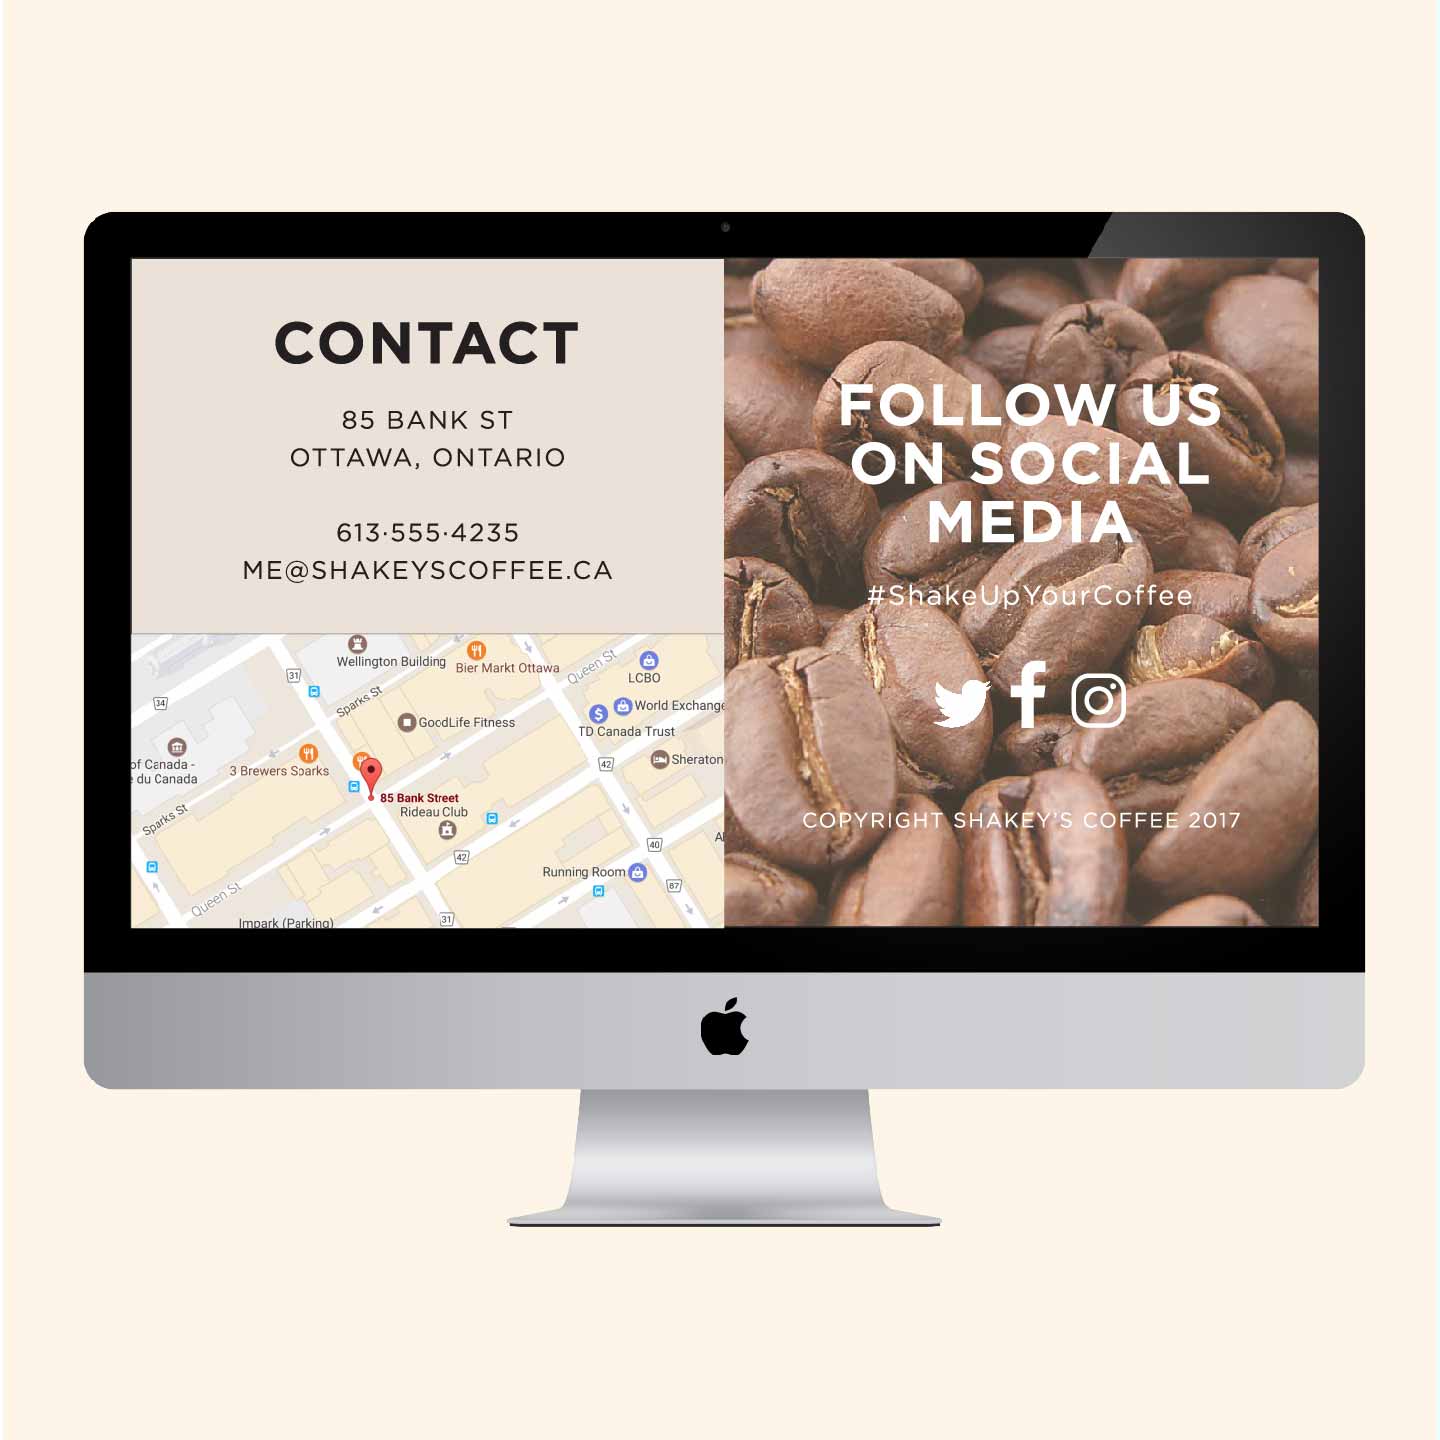 CONTACT
85 BANK ST
OTTAWA, ONTARIO
613·555·4235
ME@SHAKEYSCOFFEE.CA
Wellington Building
Bier Markt Ottawa
Queen St
LCBO
31
34
Sparks St
World Exchange
GoodLife Fitness
TD Canada Trust
of Canada -
e du Canada
3 Brewers Sparks
42
Sheraton
85 Bank Street
Rideau Club
Sparks St
42
40
Running Room
87
Queen St
Impark (Parking)
31
FOLLOW US
ON SOCIAL
MEDIA
#ShakeUpYourCoffee
COPYRIGHT SHAKEY'S COFFEE 2017